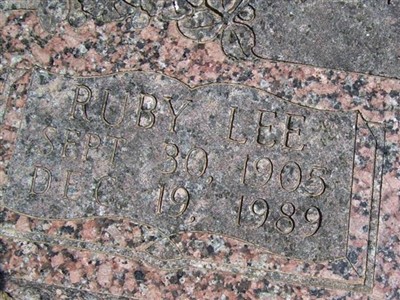 RUBY LEE
SEPT 30, 1905
DEC 19, 1989